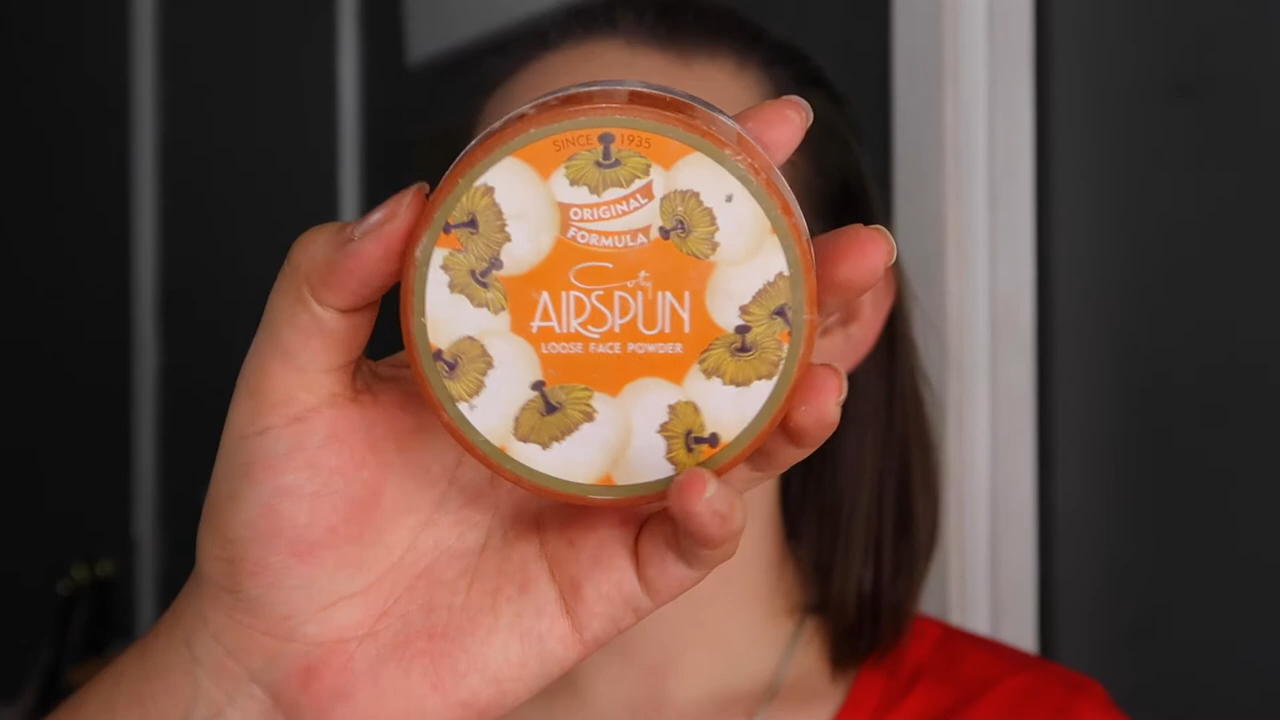 SINCE 1935
ORIGINAL
FORMULA
Coty
AIRSPUN
LOOSE FACE POWDER